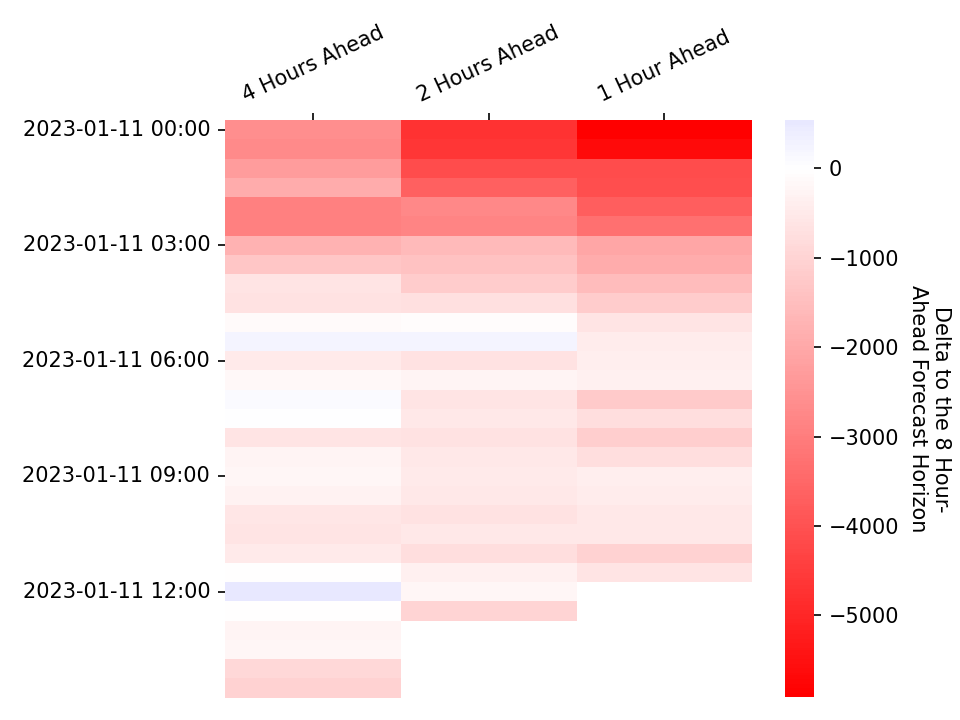 4 Hours Ahead
2 Hours Ahead
1 Hour Ahead
2023-01-11 00:00
2023-01-11 03:00
2023-01-11 06:00
2023-01-11 09:00
2023-01-11 12:00
0
−1000
−2000
−3000
−4000
−5000
Delta to the 8 Hour-
Ahead Forecast Horizon